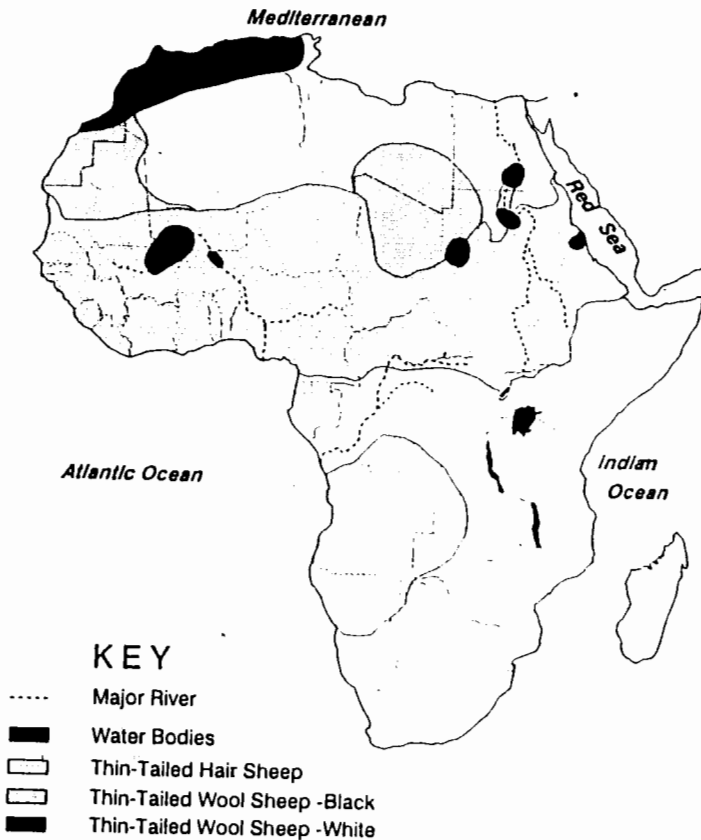 Mediterranean
Red Sea
Atlantic Ocean
Indian
Ocean
KEY
Major River
Water Bodies
Thin-Tailed Hair Sheep
Thin-Tailed Wool Sheep -Black
Thin-Tailed Wool Sheep -White